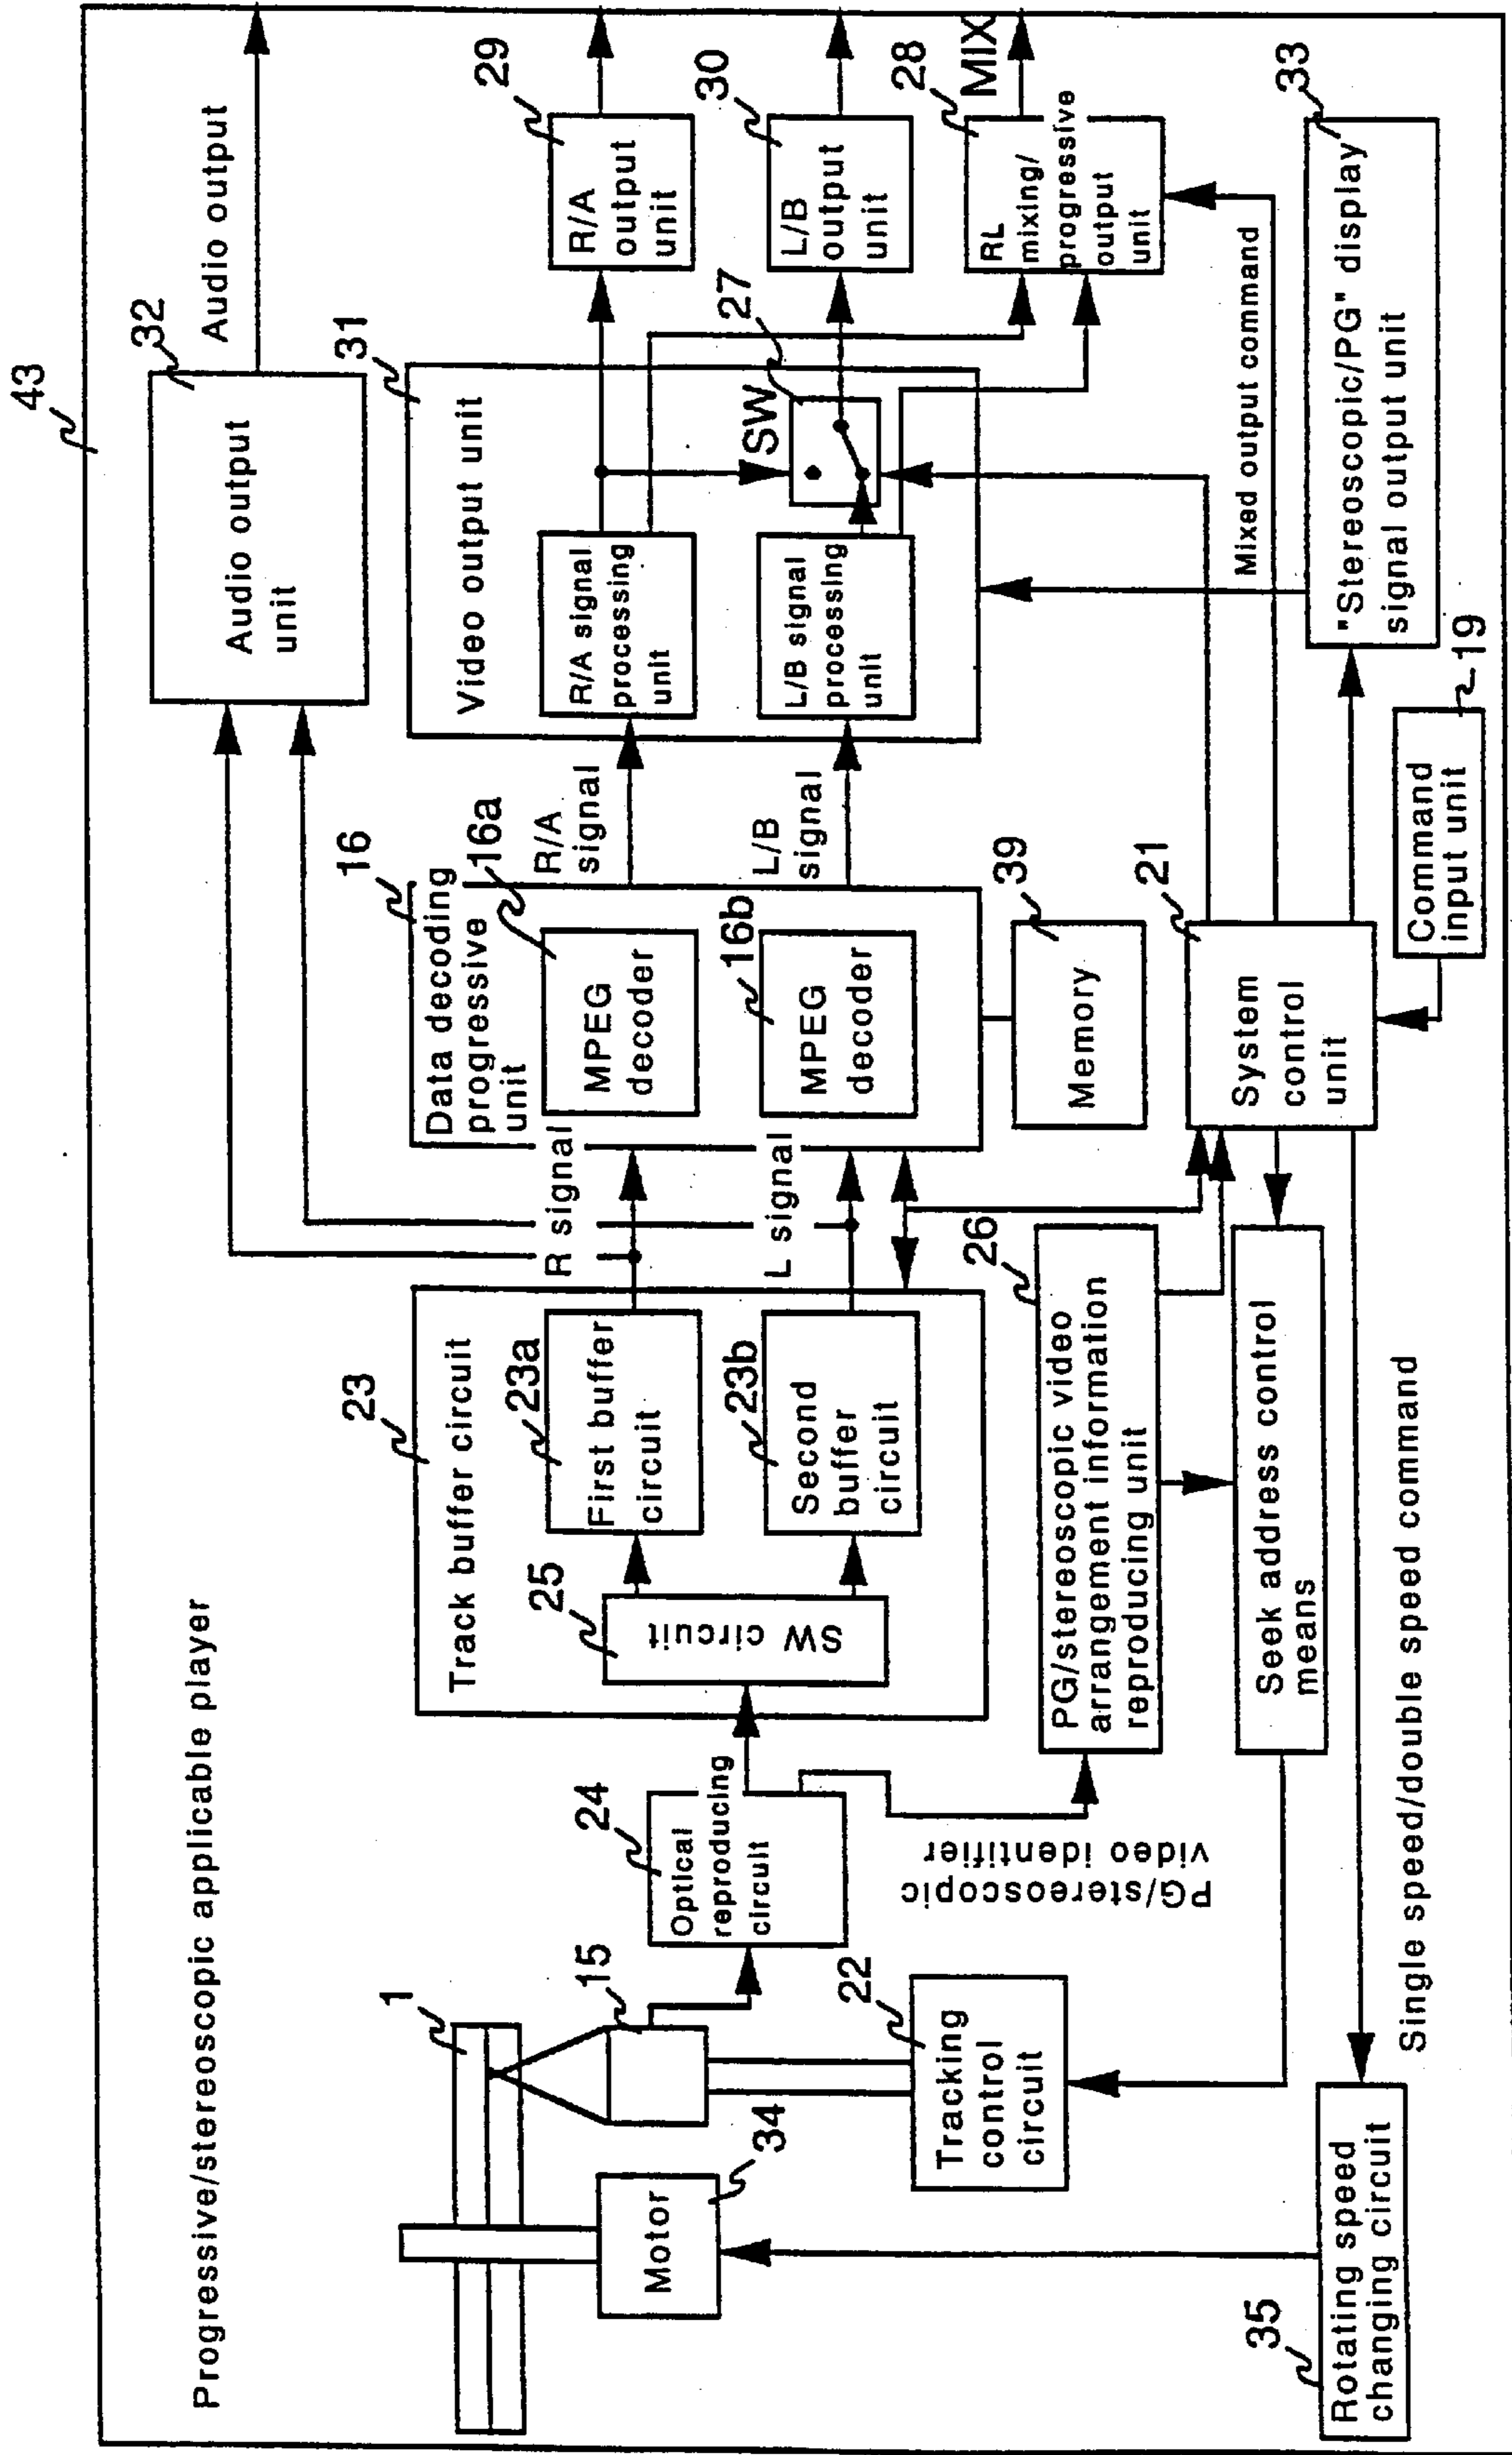 43
Progressive/stereoscopic applicable player
1
15
34
Motor
22
Tracking
control
circuit
35
Rotating speed
changing circuit
24
Optical
reproducing
circuit
PG/stereoscopic
video identifier
23
Track buffer circuit
25
SW circuit
23a
First buffer
circuit
23b
Second
buffer
circuit
26
PG/stereoscopic video
arrangement information
reproducing unit
Seek address control
means
Single speed/double speed command
R signal
L signal
16
Data decoding
progressive
unit
16a
MPEG
decoder
16b
MPEG
decoder
39
Memory
21
System
control
unit
Command
input unit
19
R/A
signal
L/B
signal
32
Audio output
unit
Audio output
31
Video output unit
R/A signal
processing
unit
L/B signal
processing
unit
SW
27
29
R/A
output
unit
30
L/B
output
unit
28
RL
mixing/
progressive
output
unit
MIX
Mixed output command
33
"Stereoscopic/PG" display
signal output unit